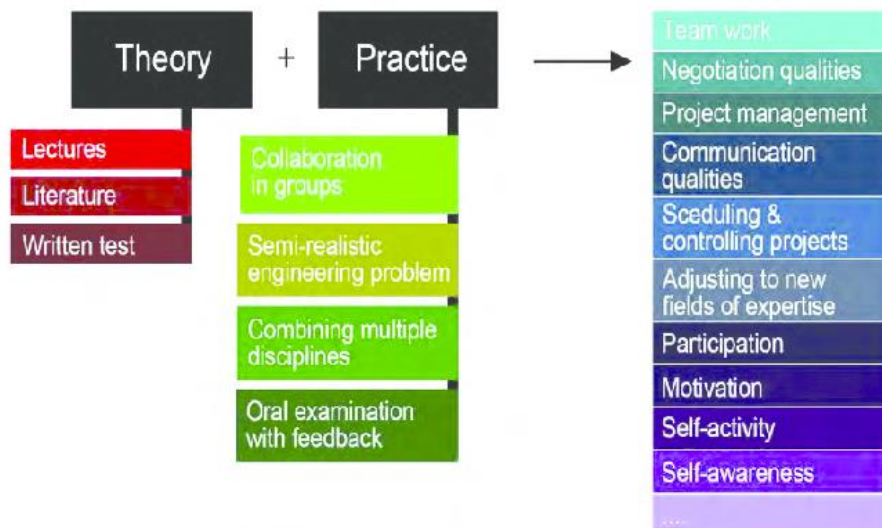 Theory + Practice
Lectures
Literature
Written test
Collaboration
in groups
Semi-realistic
engineering problem
Combining multiple
disciplines
Oral examination
with feedback
Team work
Negotiation qualities
Project management
Communication
qualities
Sceduling &
controlling projects
Adjusting to new
fields of expertise
Participation
Motivation
Self-activity
Self-awareness
....